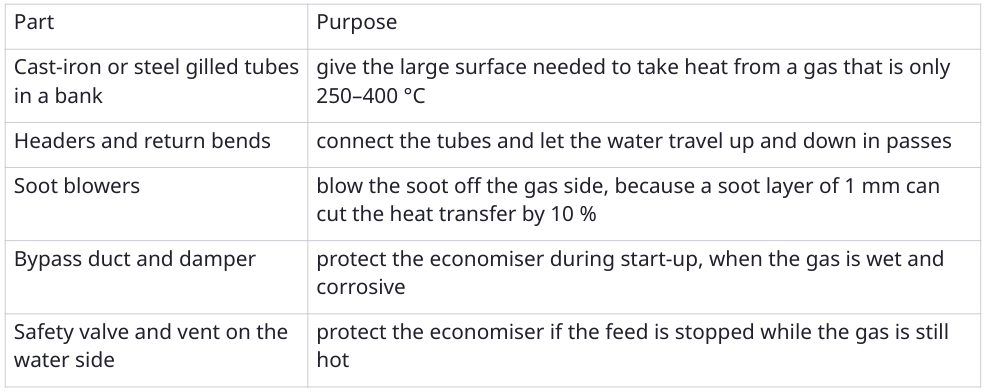 Part
Purpose
Cast-iron or steel gilled tubes
in a bank
give the large surface needed to take heat from a gas that is only
250–400 °C
Headers and return bends
connect the tubes and let the water travel up and down in passes
Soot blowers
blow the soot off the gas side, because a soot layer of 1 mm can
cut the heat transfer by 10 %
Bypass duct and damper
protect the economiser during start-up, when the gas is wet and
corrosive
Safety valve and vent on the
water side
protect the economiser if the feed is stopped while the gas is still
hot